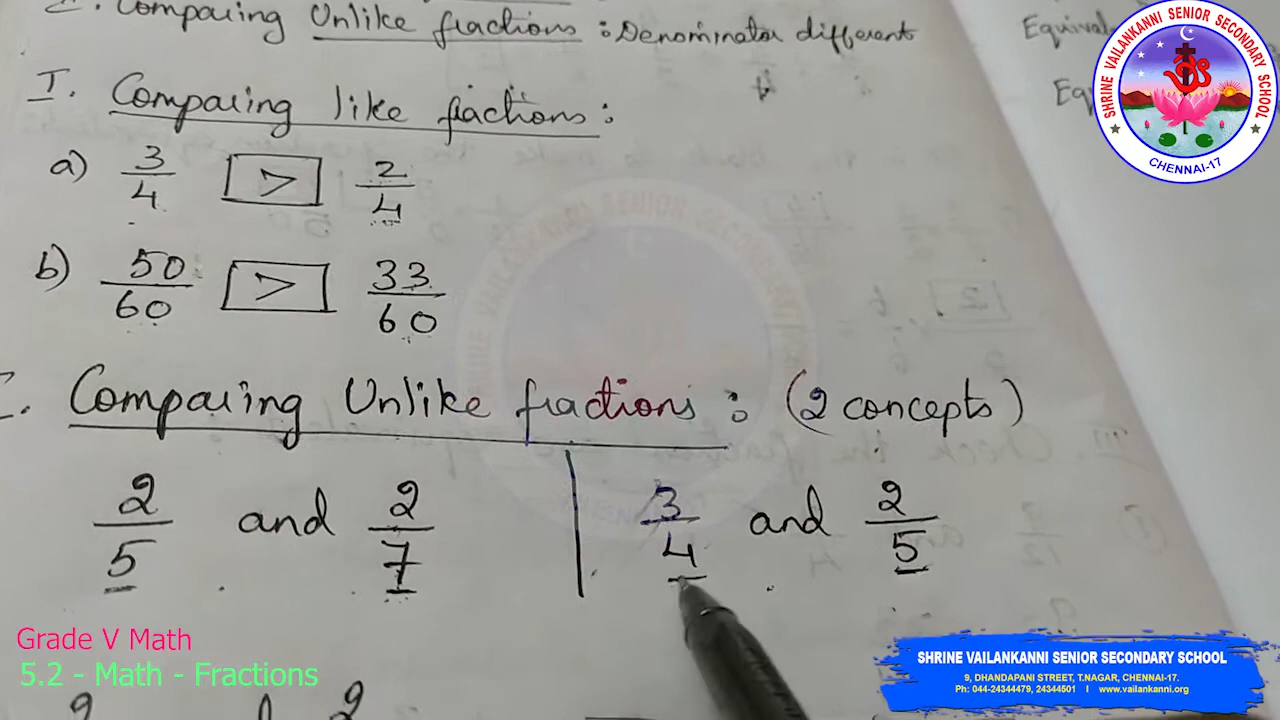 Comparing Unlike fractions : Denominator different
I. Comparing like fractions :
a) 3/4 > 2/4
b) 50/60 > 33/60
Comparing Unlike fractions : (2 concepts)
2/5 and 2/7 | 3/4 and 2/5
2 2
SHRINE VAILANKANNI SENIOR SECONDARY SCHOOL
CHENNAI-17
Grade V Math
5.2 - Math - Fractions
SHRINE VAILANKANNI SENIOR SECONDARY SCHOOL
9, DHANDAPANI STREET, T.NAGAR, CHENNAI-17.
Ph: 044-24344479, 24344501 I www.vailankanni.org